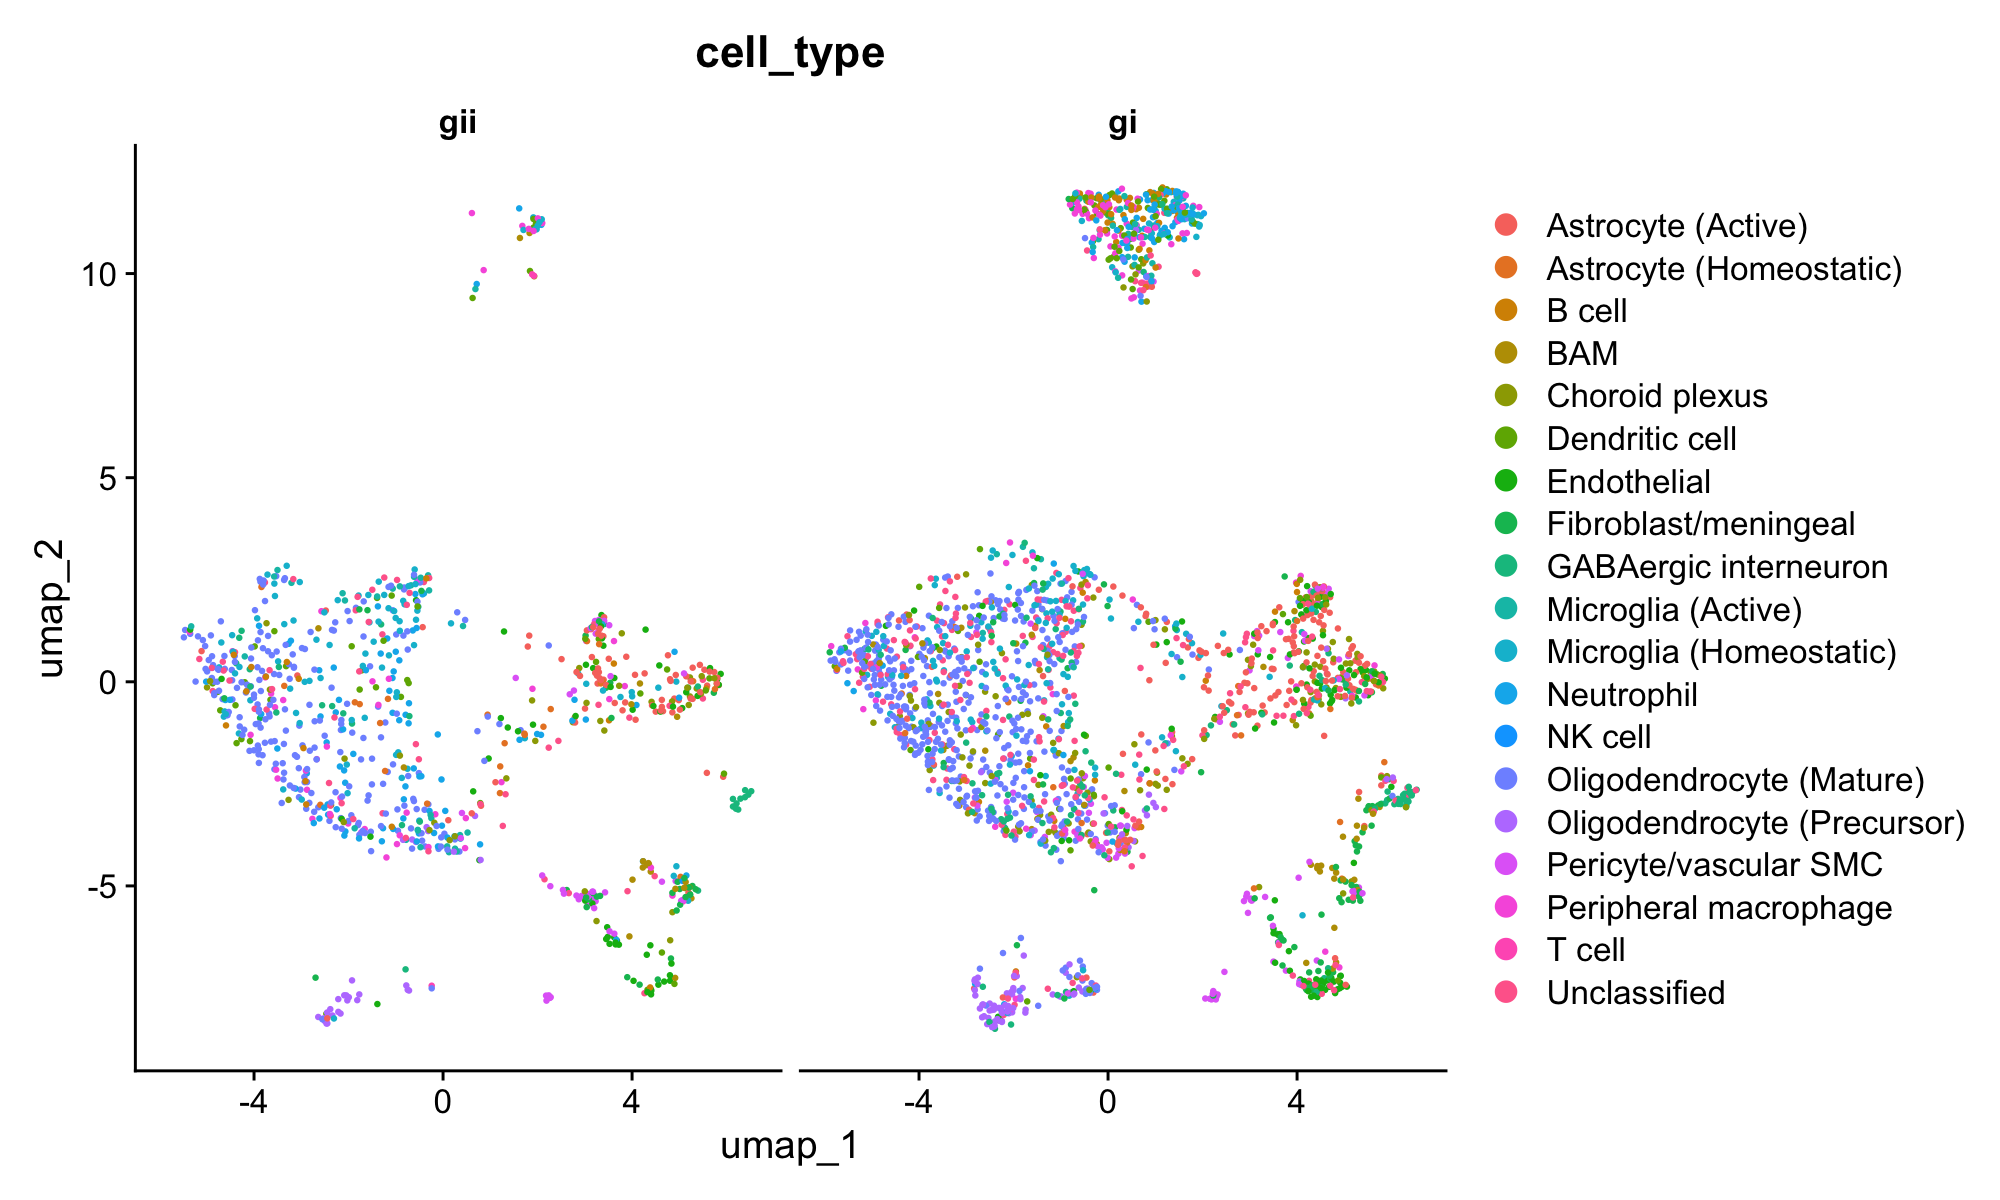 cell_type
gii
gi
10
5
0
-5
umap_2
-4
0
4
-4
0
4
umap_1
Astrocyte (Active)
Astrocyte (Homeostatic)
B cell
BAM
Choroid plexus
Dendritic cell
Endothelial
Fibroblast/meningeal
GABAergic interneuron
Microglia (Active)
Microglia (Homeostatic)
Neutrophil
NK cell
Oligodendrocyte (Mature)
Oligodendrocyte (Precursor)
Pericyte/vascular SMC
Peripheral macrophage
T cell
Unclassified